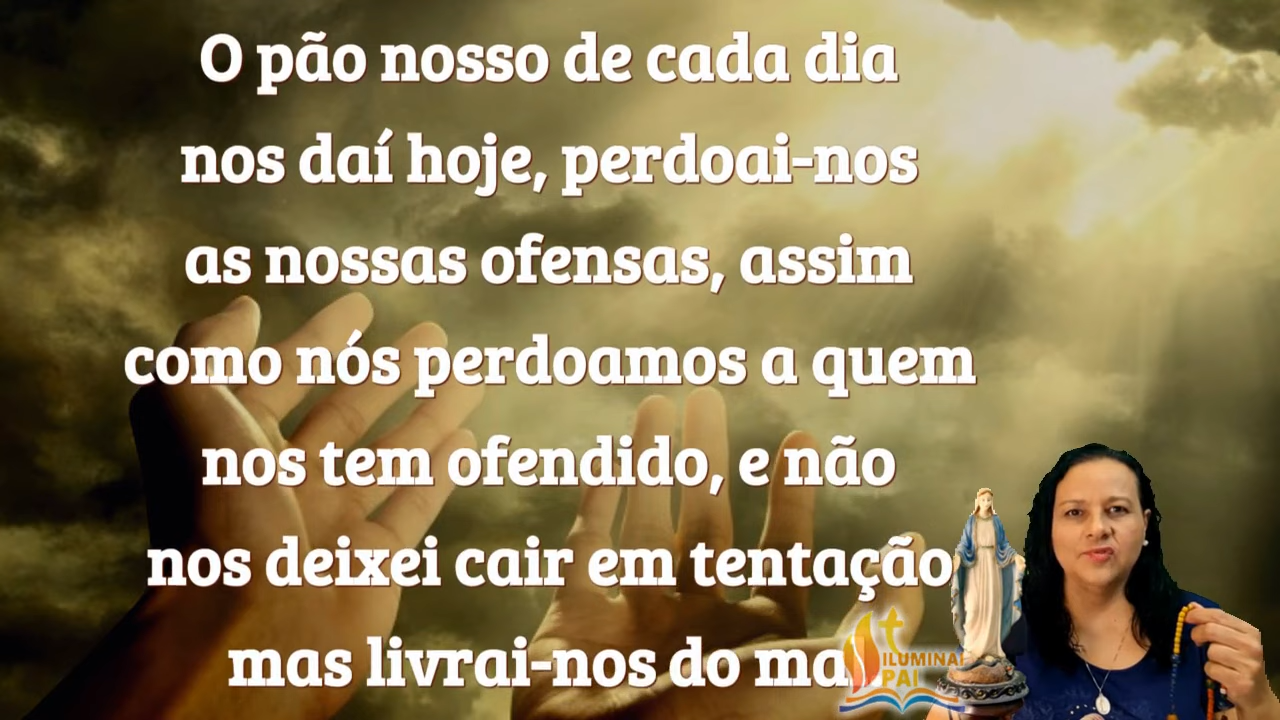 O pão nosso de cada dia
nos daí hoje, perdoai-nos
as nossas ofensas, assim
como nós perdoamos a quem
nos tem ofendido, e não
nos deixei cair em tentação
mas livrai-nos do ma
ILUMINAI
PAI